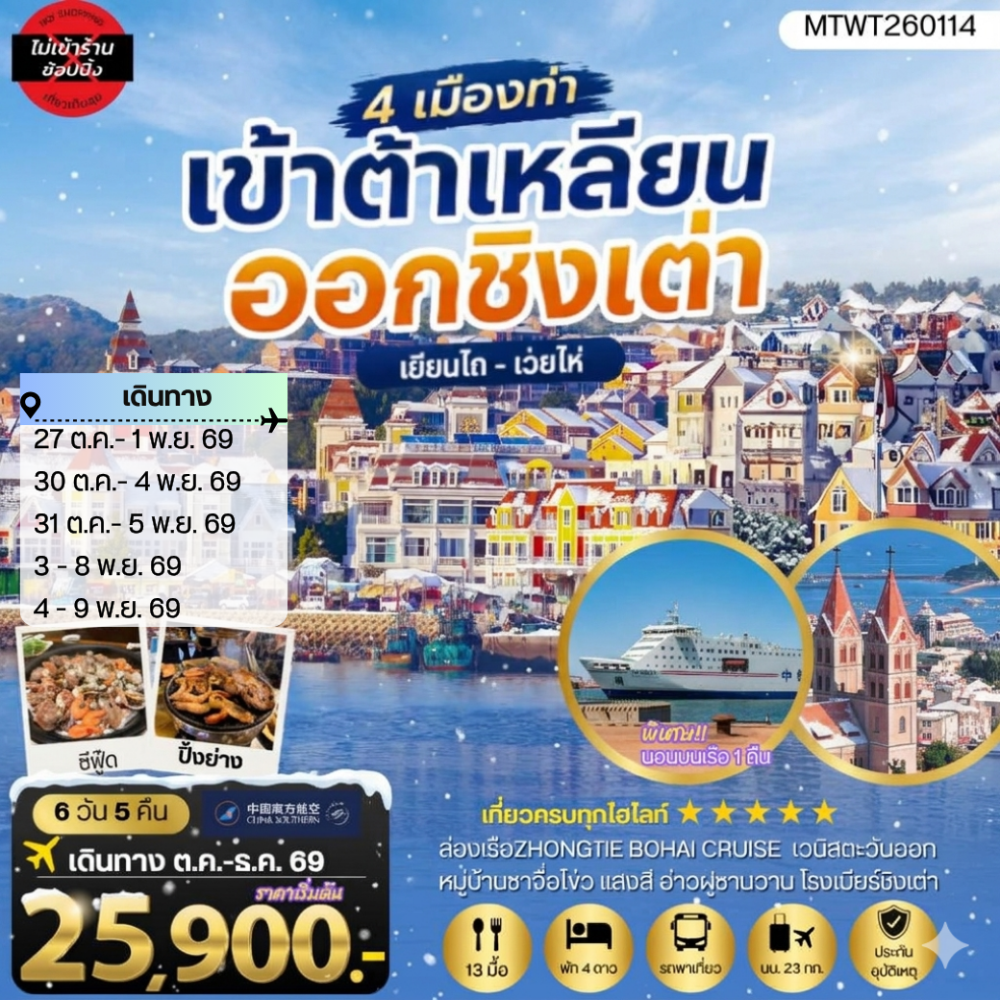 ไม่เข้าร้าน
ช้อปปิ้ง
เที่ยวเต็มสุข
MTWT260114
4 เมืองท่า
เข้าต้าเหลียน
ออกชิงเต่า
เยียนไถ - เว่ยไห่
เดินทาง
27 ต.ค.- 1 พ.ย. 69
30 ต.ค.- 4 พ.ย. 69
31 ต.ค.- 5 พ.ย. 69
3 - 8 พ.ย. 69
4 - 9 พ.ย. 69
ซีฟู๊ด
ปิ้งย่าง
พิเศษ!!
นอนบนเรือ 1 คืน
6 วัน 5 คืน
เดินทาง ต.ค.-ธ.ค. 69
ราคาเริ่มต้น
25,900.-
เที่ยวครบทุกไฮไลท์
ล่องเรือZHONGTIE BOHAI CRUISE เวนิสตะวันออก
หมู่บ้านซาจื่อโข่ว แสงสี อ่าวฝูซานวาน โรงเบียร์ชิงเต่า
13 มื้อ
พัก 4 ดาว
รถพาเที่ยว
นน. 23 กก.
ประกัน
อุบัติเหตุ